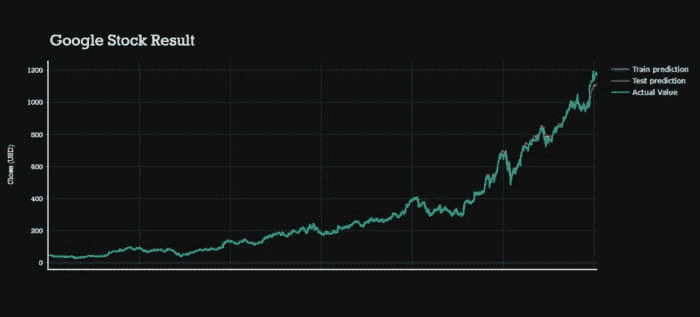 Google Stock Result
1200
1000
800
600
400
200
0
Close (USD)
Train prediction
Test prediction
Actual Value